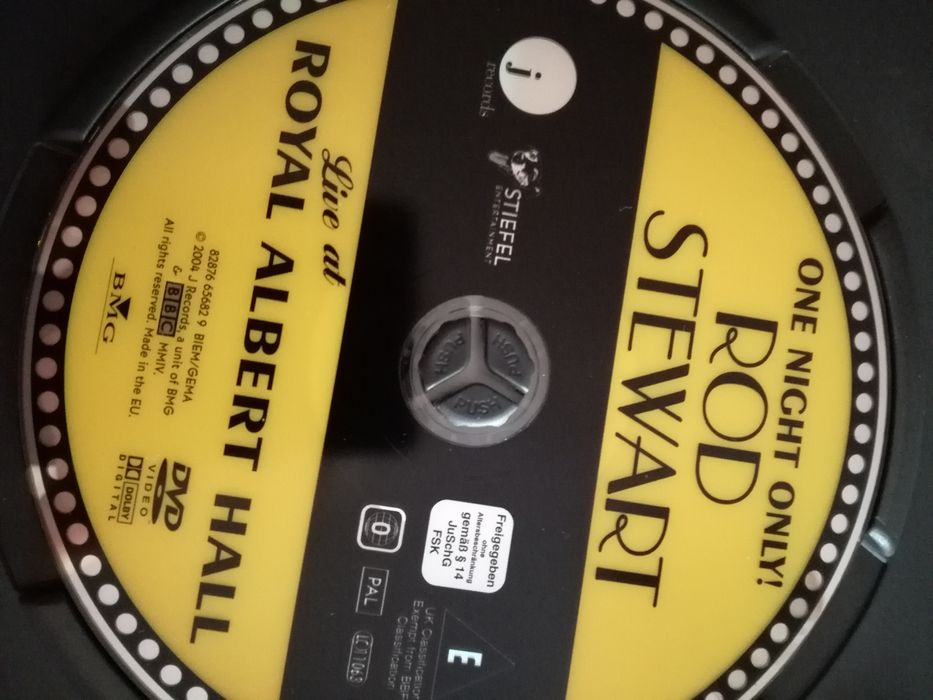 ONE NIGHT ONLY!
ROD
STEWART
j
records
STIEFEL
ENTERTAINMENT
PUSH
PUSH
PUSH
Freigegeben
ohne
Altersbeschränkung
gemäß § 14
JuSchG
FSK
E
UK Classification
Exempt from BBF
Classification
0
PAL
LC11063
Live at
ROYAL ALBERT HALL
82876 65682 9 BIEM/GEMA
© 2004 J Records, a unit of BMG
& BBC MMIV.
All rights reserved. Made in the EU.
BMG
DVD
VIDEO
DOLBY
DIGITAL